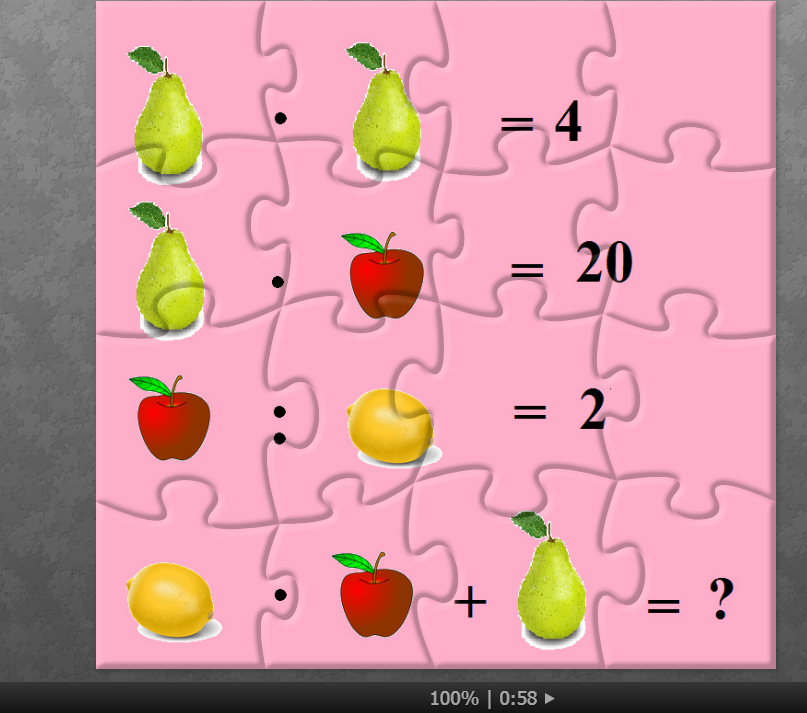 · = 4
· = 20
: = 2
· + = ?
100% | 0:58